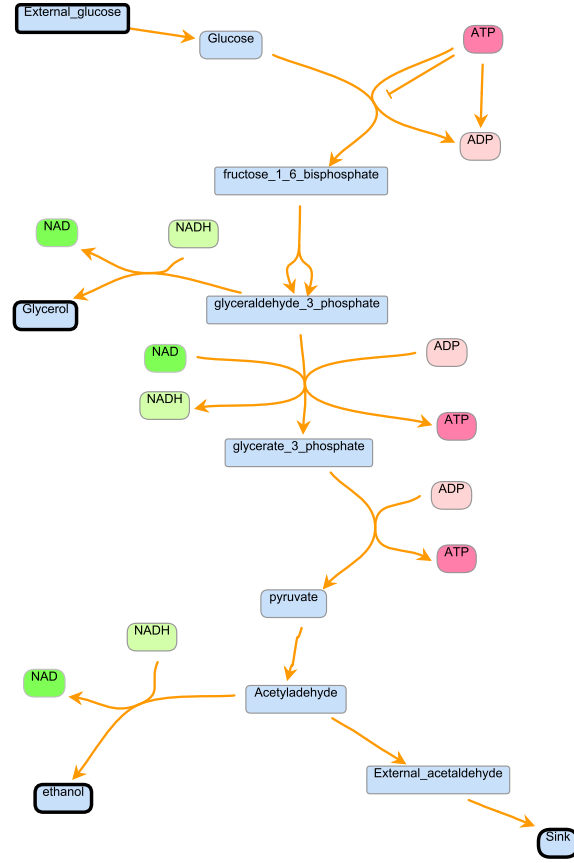 External_glucose
Glucose
ATP
ADP
fructose_1_6_bisphosphate
NAD
NADH
Glycerol
glyceraldehyde_3_phosphate
NAD
ADP
NADH
ATP
glycerate_3_phosphate
ADP
ATP
pyruvate
NADH
NAD
Acetyladehyde
External_acetaldehyde
ethanol
Sink